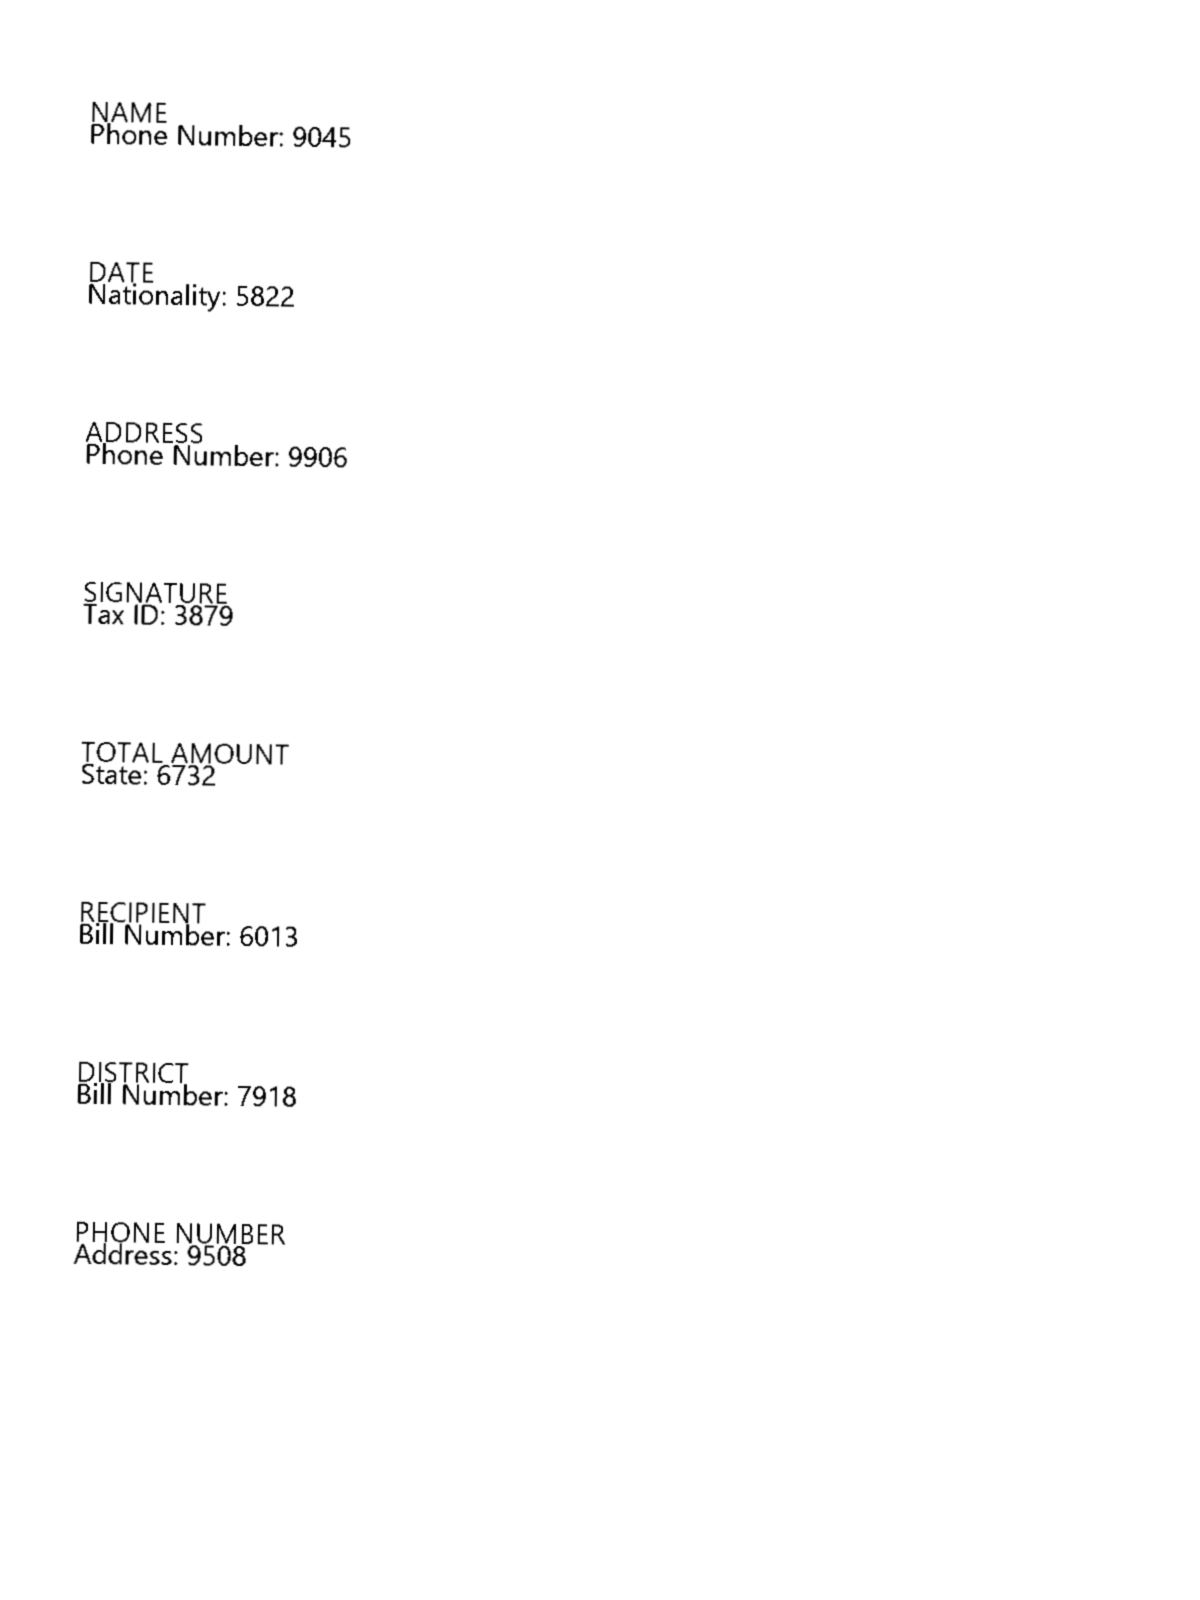 NAME
Phone Number: 9045
DATE
Nationality: 5822
ADDRESS
Phone Number: 9906
SIGNATURE
Tax ID: 3879
TOTAL AMOUNT
State: 6732
RECIPIENT
Bill Number: 6013
DISTRICT
Bill Number: 7918
PHONE NUMBER
Address: 9508